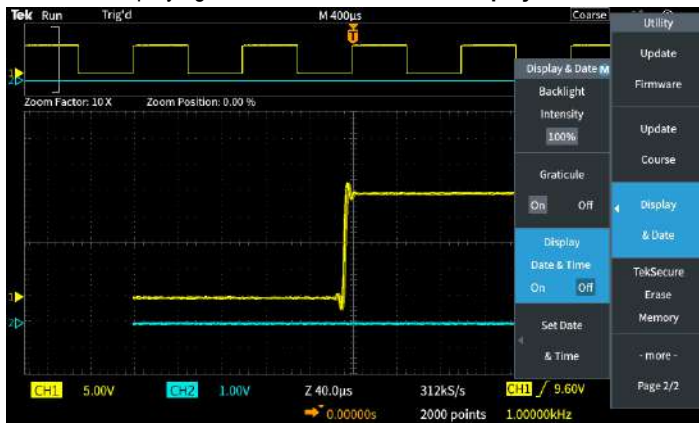 Tek Run Trig'd M 400µs Coarse
Utility
T
Update
Firmware
Display & Date M
Backlight
Intensity
100%
Zoom Factor: 10 X Zoom Position: 0.00 %
Update
Course
Graticule
On Off
Display
& Date
Display
Date & Time
On Off
TekSecure
Erase
Memory
Set Date
& Time
- more -
Page 2/2
CH1 5.00V CH2 1.00V Z 40.0µs 312kS/s CH1 / 9.60V
0.00000s 2000 points 1.00000kHz